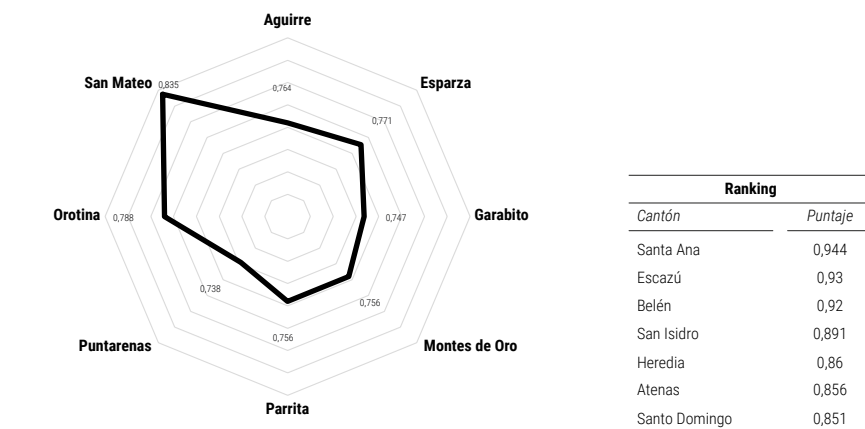 Aguirre
San Mateo 0,835
0,764
Esparza
0,771
Orotina 0,788
0,747 Garabito
0,738
0,756
0,756
Puntarenas
Montes de Oro
Parrita
Ranking
Cantón Puntaje
Santa Ana 0,944
Escazú 0,93
Belén 0,92
San Isidro 0,891
Heredia 0,86
Atenas 0,856
Santo Domingo 0,851